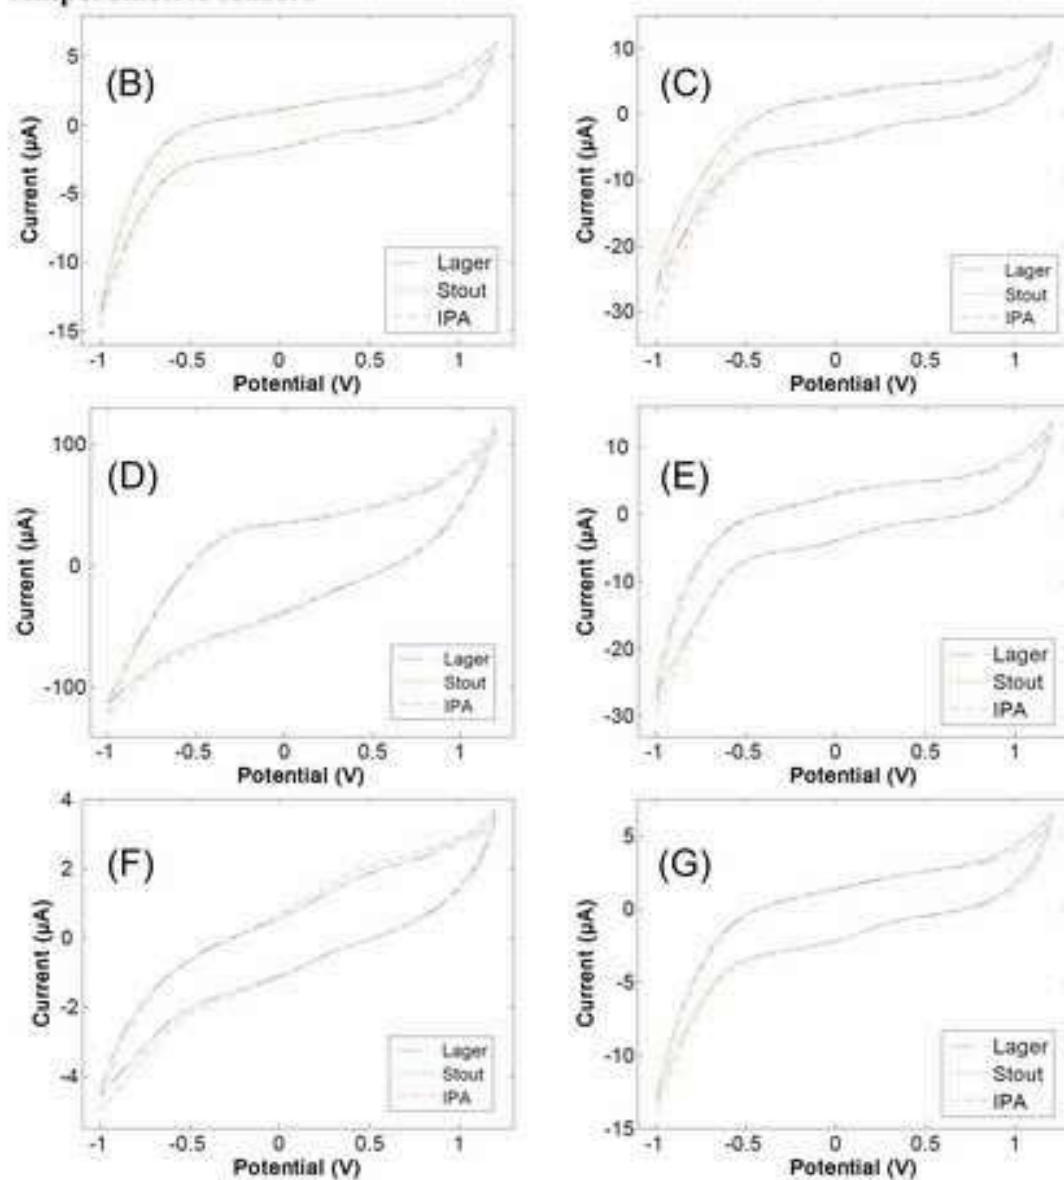 (B)
5
0
-5
-10
-15
Current (µA)
-1 -0.5 0 0.5 1
Potential (V)
Lager
Stout
IPA
(C)
10
0
-10
-20
-30
Current (µA)
-1 -0.5 0 0.5 1
Potential (V)
Lager
Stout
IPA
(D)
100
0
-100
Current (µA)
-1 -0.5 0 0.5 1
Potential (V)
Lager
Stout
IPA
(E)
10
0
-10
-20
-30
Current (µA)
-1 -0.5 0 0.5 1
Potential (V)
Lager
Stout
IPA
(F)
4
2
0
-2
-4
Current (µA)
-1 -0.5 0 0.5 1
Potential (V)
Lager
Stout
IPA
(G)
5
0
-5
-10
-15
Current (µA)
-1 -0.5 0 0.5 1
Potential (V)
Lager
Stout
IPA